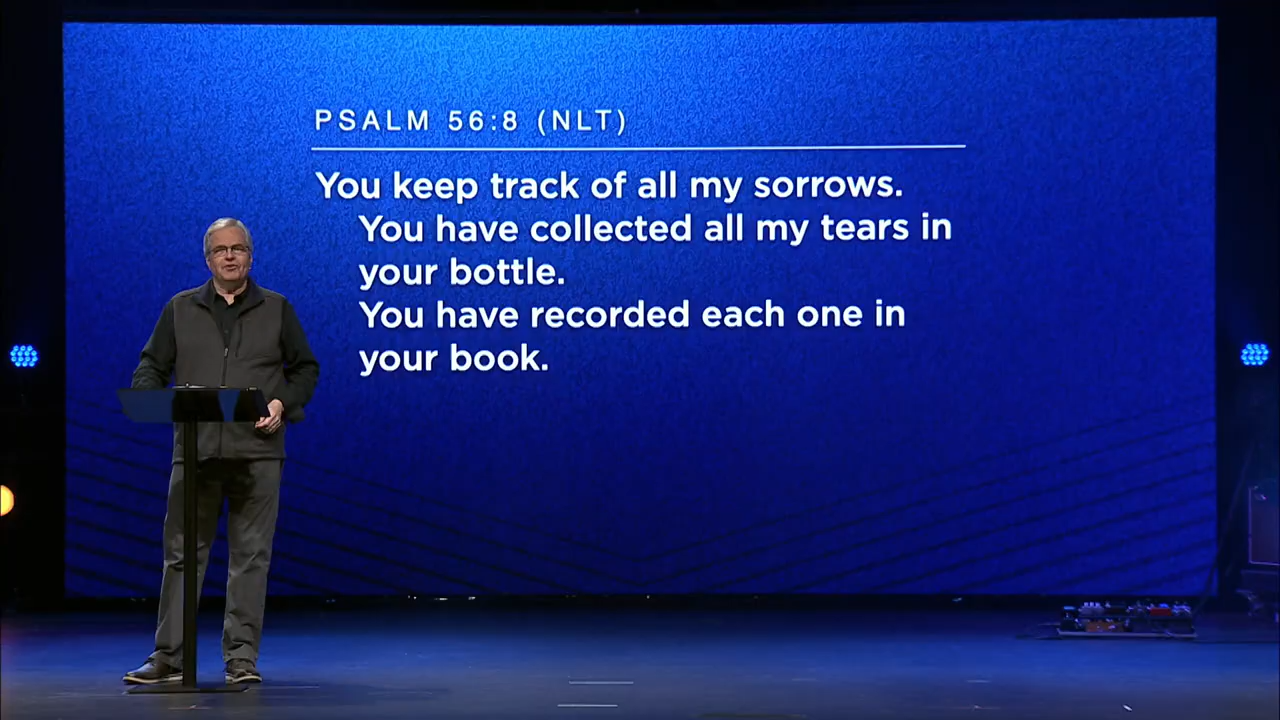 PSALM 56:8 (NLT)
You keep track of all my sorrows.
You have collected all my tears in
your bottle.
You have recorded each one in
your book.